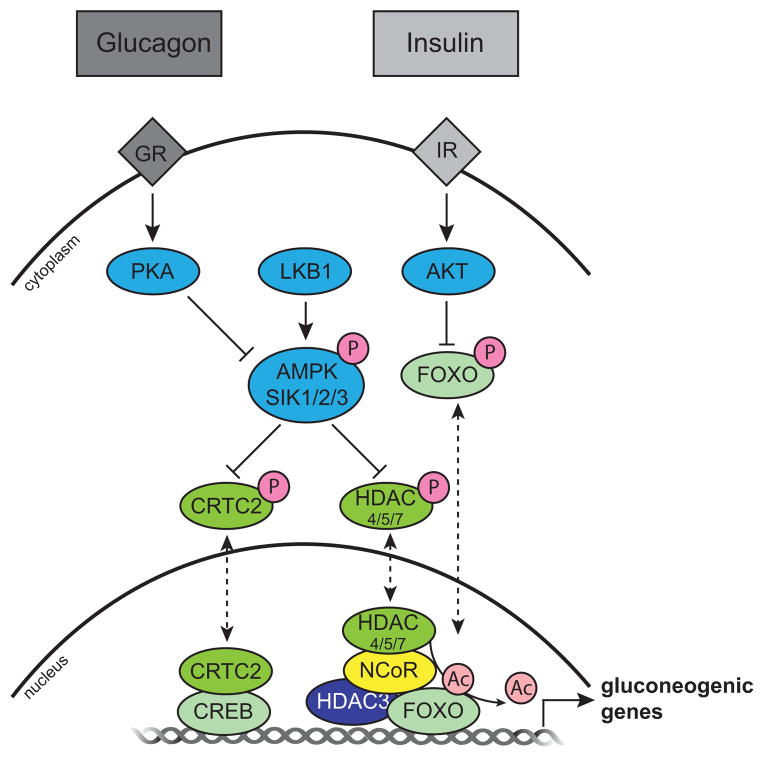 Glucagon
Insulin
GR
IR
cytoplasm
PKA
LKB1
AKT
P
AMPK
SIK1/2/3
P
FOXO
CRTC2
P
HDAC
4/5/7
P
nucleus
HDAC
4/5/7
CRTC2
NCoR
Ac
Ac
CREB
HDAC3
FOXO
gluconeogenic
genes